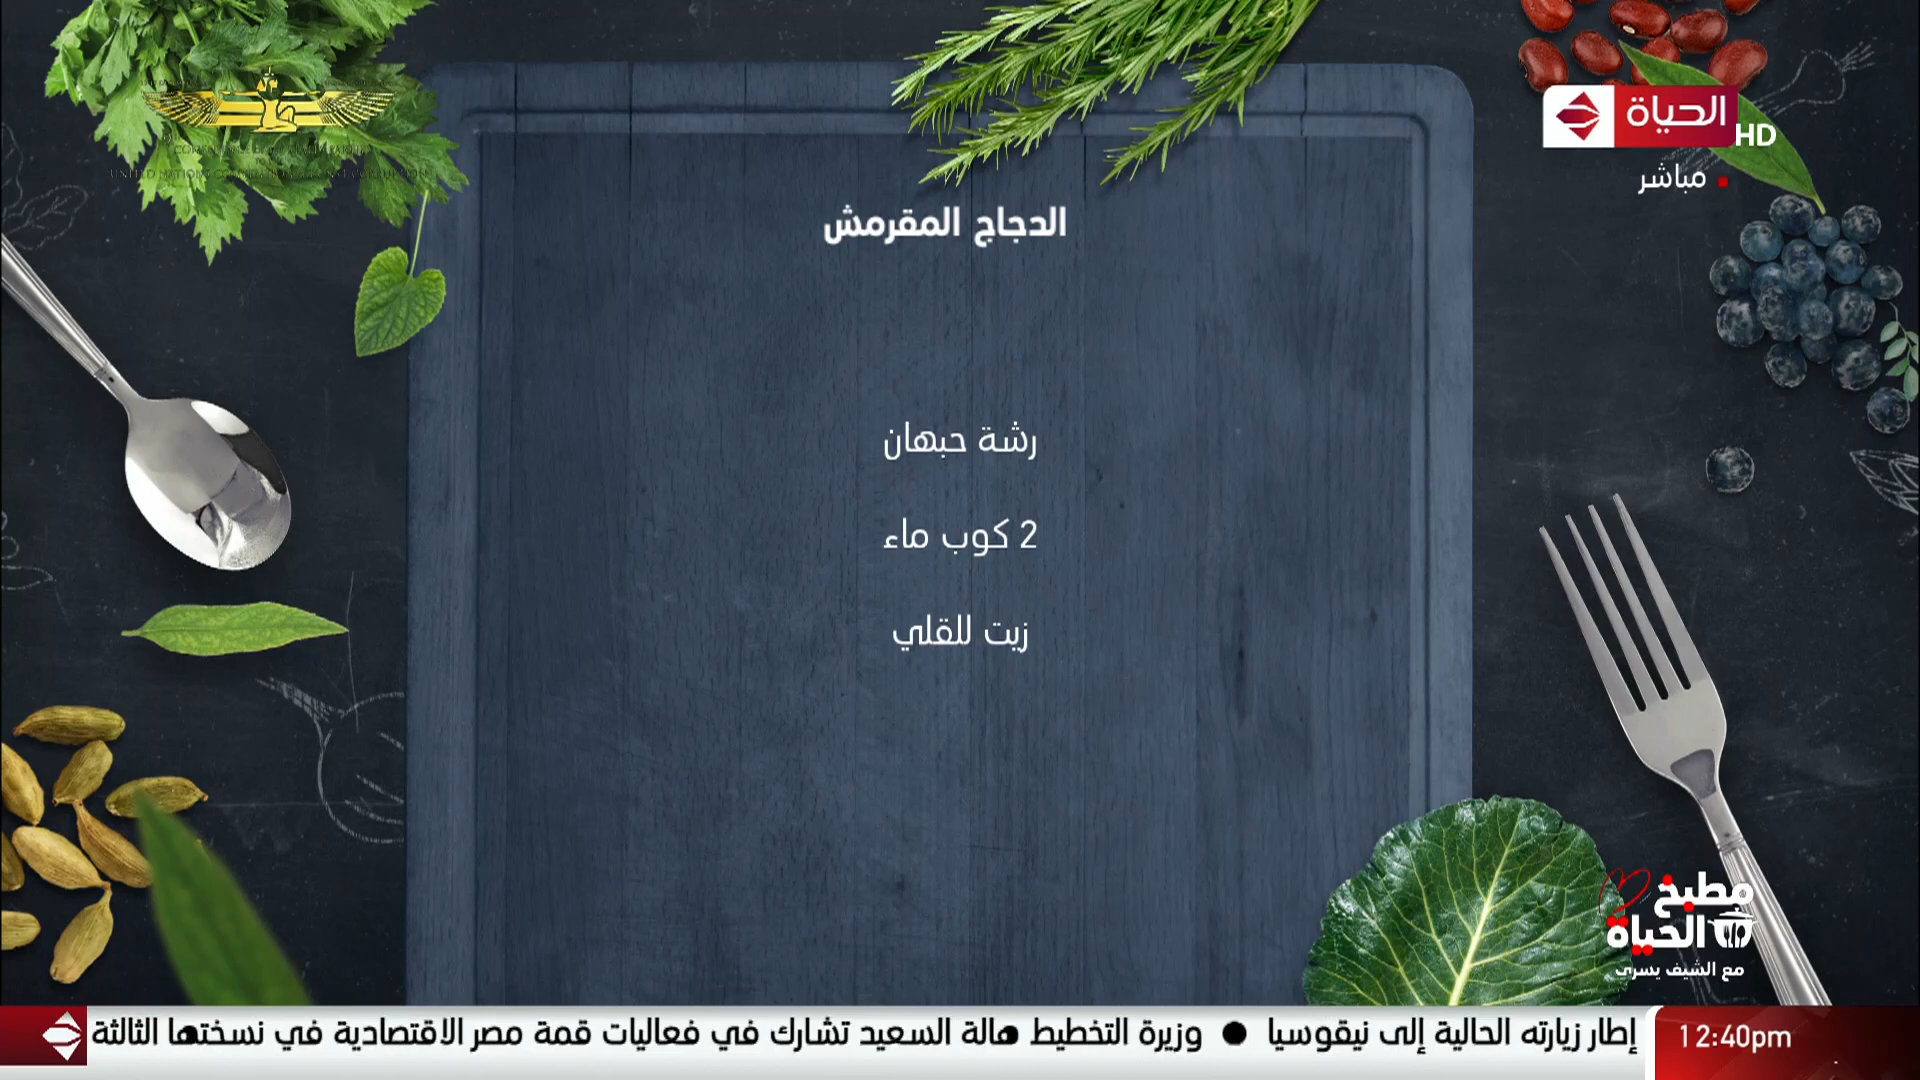 الحياة
HD
مباشر
الدجاج المقرمش
رشة حبهان
2 كوب ماء
زيت للقلي
مطبخ
الحياة
مع الشيف يسري
إطار زيارته الحالية إلى نيقوسيا ● وزيرة التخطيط هالة السعيد تشارك في فعاليات قمة مصر الاقتصادية في نسختها الثالثة
12:40pm